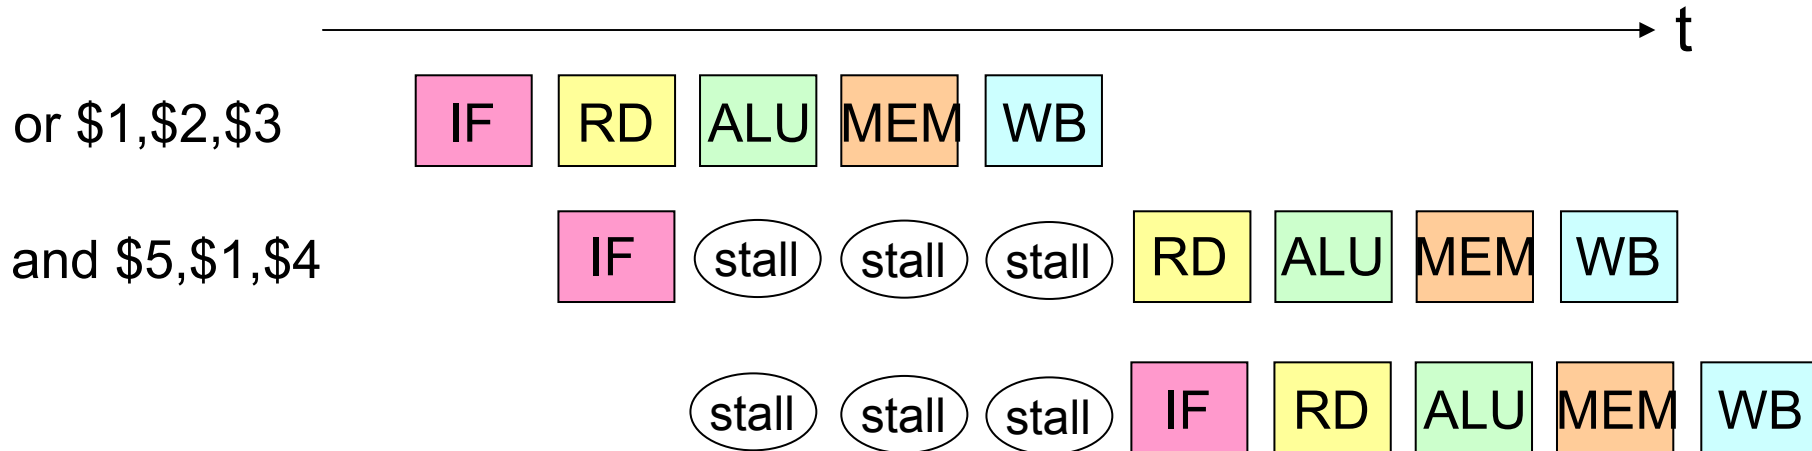 t
or $1,$2,$3 IF RD ALU MEM WB
and $5,$1,$4 IF stall stall stall RD ALU MEM WB
stall stall stall IF RD ALU MEM WB